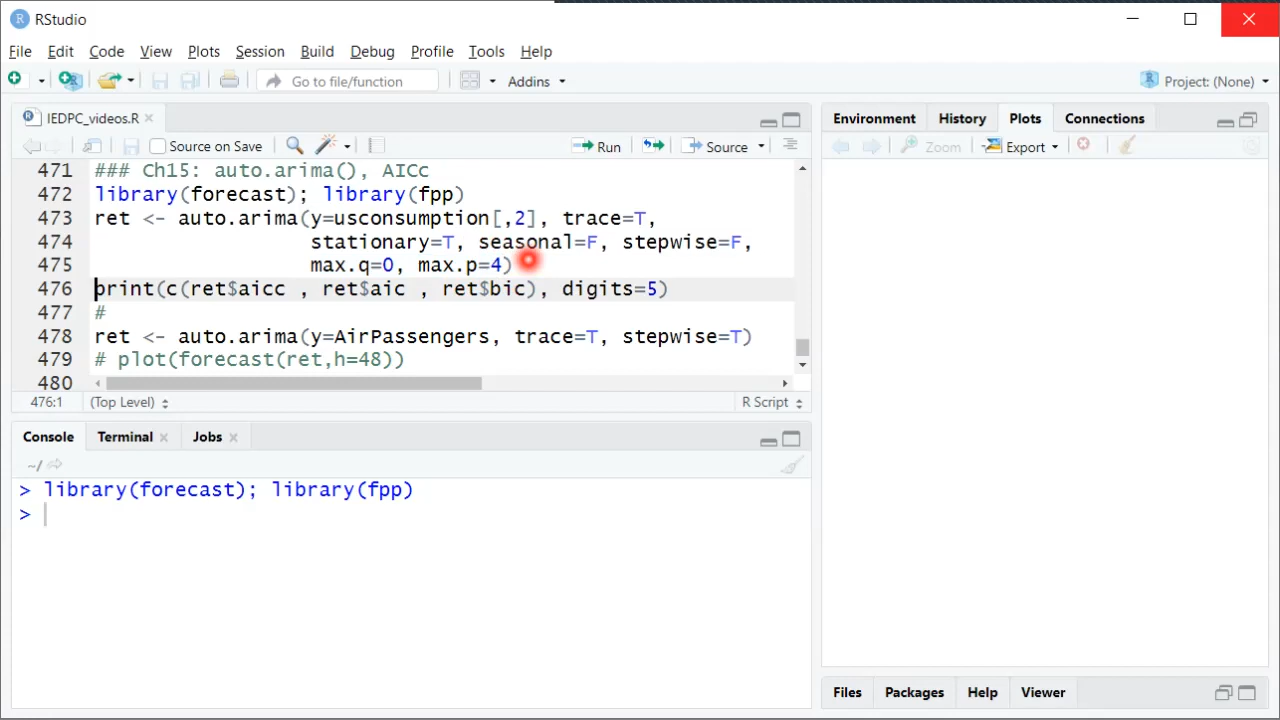 RStudio
File Edit Code View Plots Session Build Debug Profile Tools Help
Go to file/function Addins Project: (None)
IEDPC_videos.R
Source on Save Run Source
471 ### Ch15: auto.arima(), AICc
472 library(forecast); library(fpp)
473 ret <- auto.arima(y=usconsumption[,2], trace=T,
474 stationary=T, seasonal=F, stepwise=F,
475 max.q=0, max.p=4)
476 print(c(ret$aicc , ret$aic , ret$bic), digits=5)
477 #
478 ret <- auto.arima(y=AirPassengers, trace=T, stepwise=T)
479 # plot(forecast(ret,h=48))
480
476:1 (Top Level) R Script
Console Terminal Jobs
~/
> library(forecast); library(fpp)
>
Environment History Plots Connections
Zoom Export
Files Packages Help Viewer